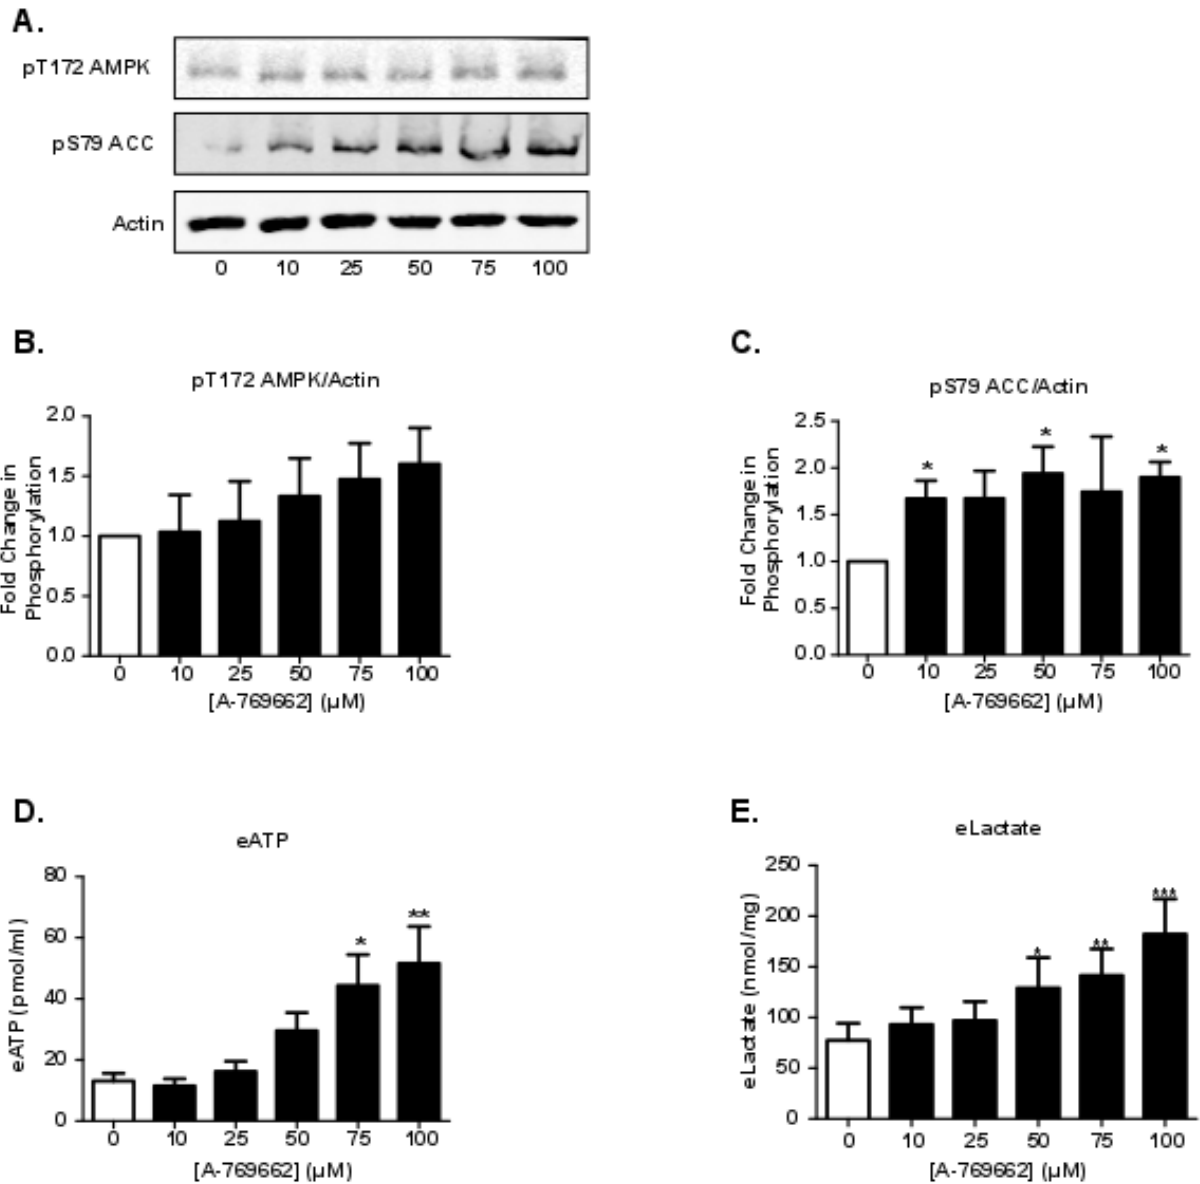 A.
pT172 AMPK
pS79 ACC
Actin
0 10 25 50 75 100
B.
pT172 AMPK/Actin
Fold Change in
Phosphorylation
2.0
1.5
1.0
0.5
0.0
0 10 25 50 75 100
[A-769662] (μM)
C.
pS79 ACC/Actin
Fold Change in
Phosphorylation
2.5
2.0
1.5
1.0
0.5
0.0
* * *
0 10 25 50 75 100
[A-769662] (μM)
D.
eATP
eATP (pmol/ml)
80
60
40
20
0
* **
0 10 25 50 75 100
[A-769662] (μM)
E.
eLactate
eLactate (nmol/mg)
250
200
150
100
50
0
* ** ***
0 10 25 50 75 100
[A-769662] (μM)